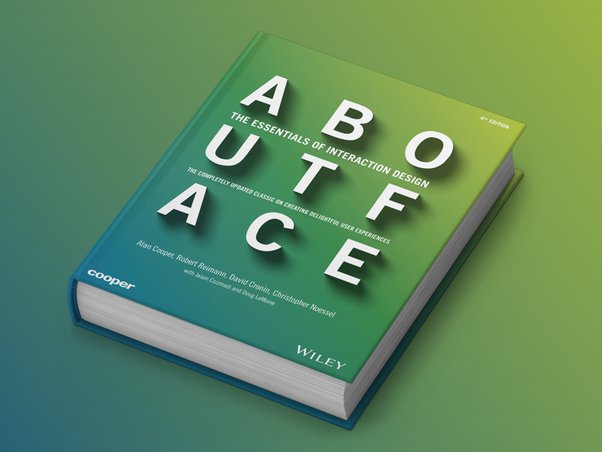 4TH EDITION
A B O
THE ESSENTIALS OF INTERACTION DESIGN
U T F
THE COMPLETELY UPDATED CLASSIC ON CREATING DELIGHTFUL USER EXPERIENCES
A C E
Alan Cooper, Robert Reimann, David Cronin, Christopher Noessel
with Jason Csizmadi and Doug LeMoine
cooper
WILEY